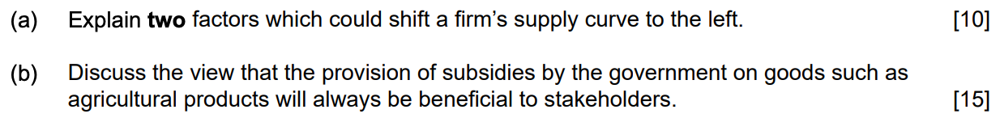 (a) Explain two factors which could shift a firm’s supply curve to the left. [10]
(b) Discuss the view that the provision of subsidies by the government on goods such as
agricultural products will always be beneficial to stakeholders. [15]